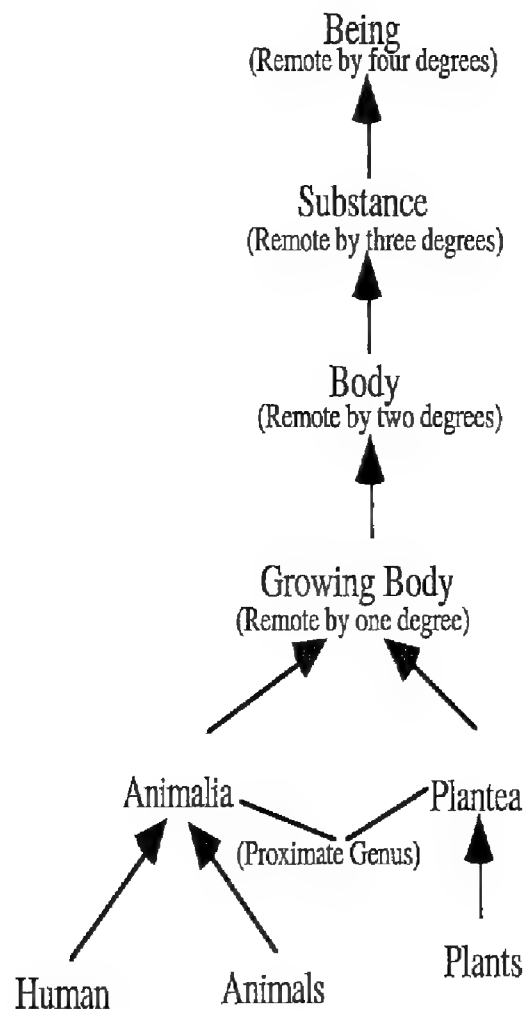 Being
(Remote by four degrees)
Substance
(Remote by three degrees)
Body
(Remote by two degrees)
Growing Body
(Remote by one degree)
Animalia
Plantea
(Proximate Genus)
Human
Animals
Plants